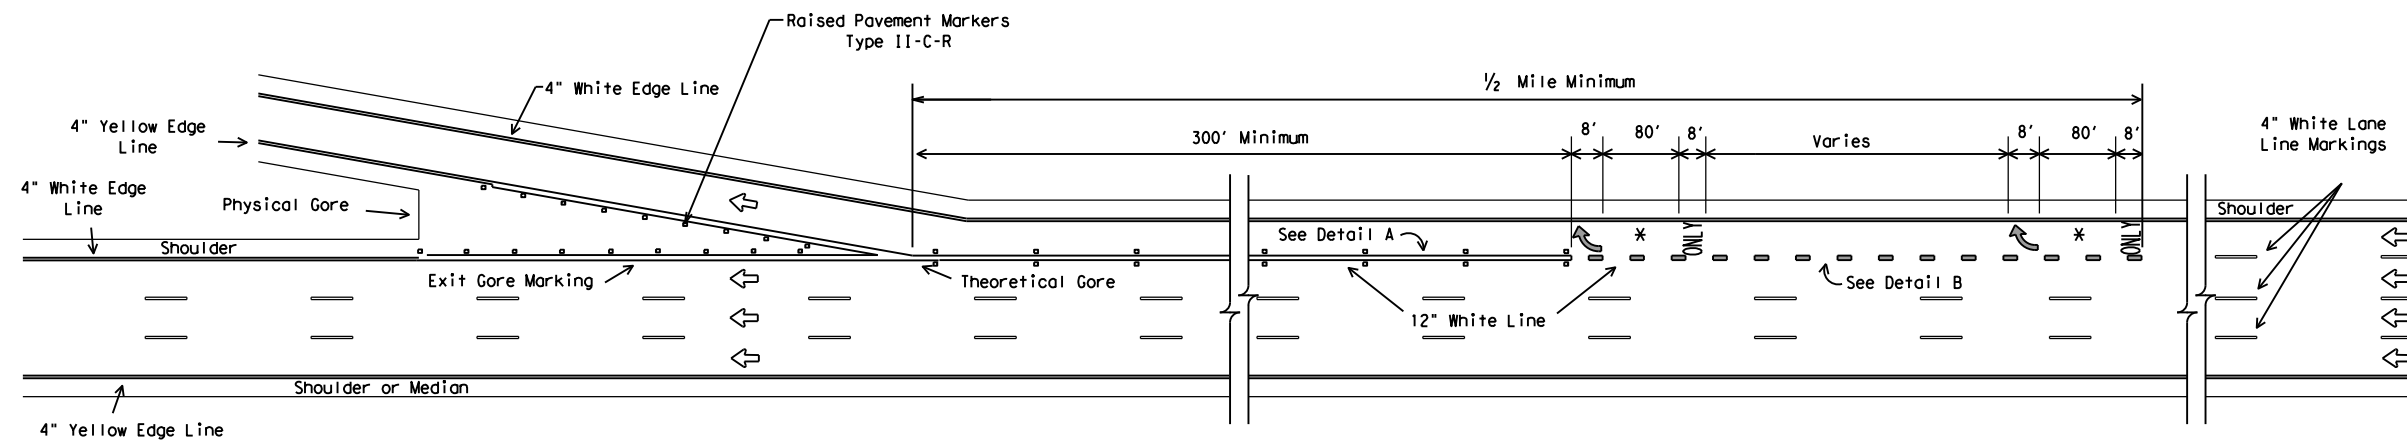 Raised Pavement Markers
Type II-C-R
4" White Edge Line
½ Mile Minimum
4" Yellow Edge
Line
300' Minimum
8'
80'
8'
Varies
8'
80'
8'
4" White Lane
Line Markings
4" White Edge
Line
Physical Gore
Shoulder
Shoulder
See Detail A
*
ONLY
*
ONLY
Exit Gore Marking
Theoretical Gore
See Detail B
12" White Line
Shoulder or Median
4" Yellow Edge Line